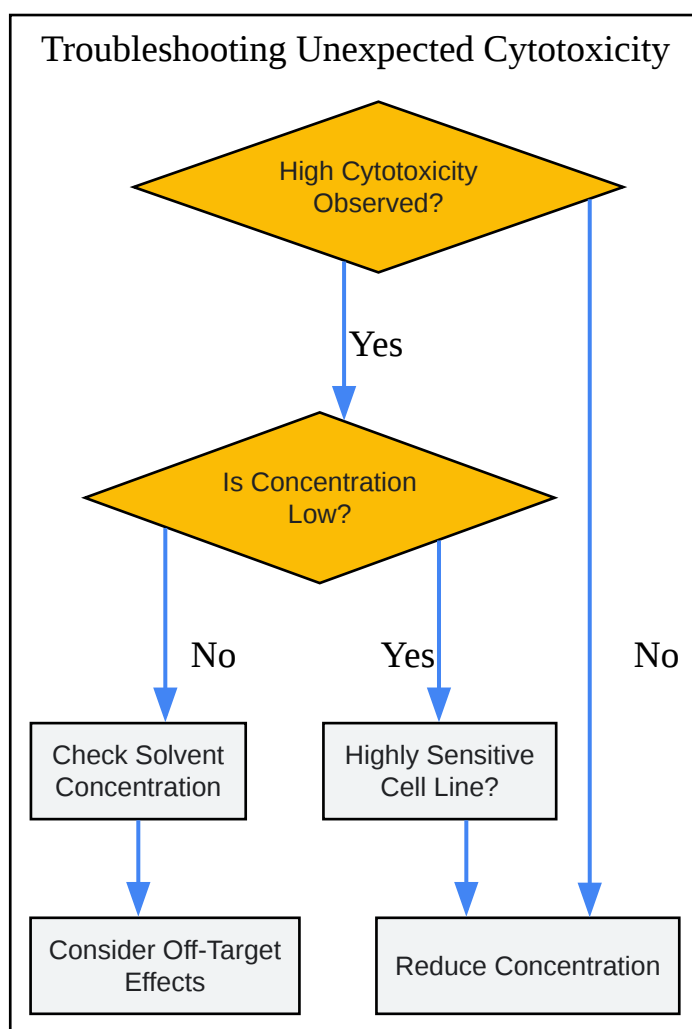 Troubleshooting Unexpected Cytotoxicity
High Cytotoxicity
Observed?
Yes
Is Concentration
Low?
No
Yes
No
Check Solvent
Concentration
Highly Sensitive
Cell Line?
Consider Off-Target
Effects
Reduce Concentration